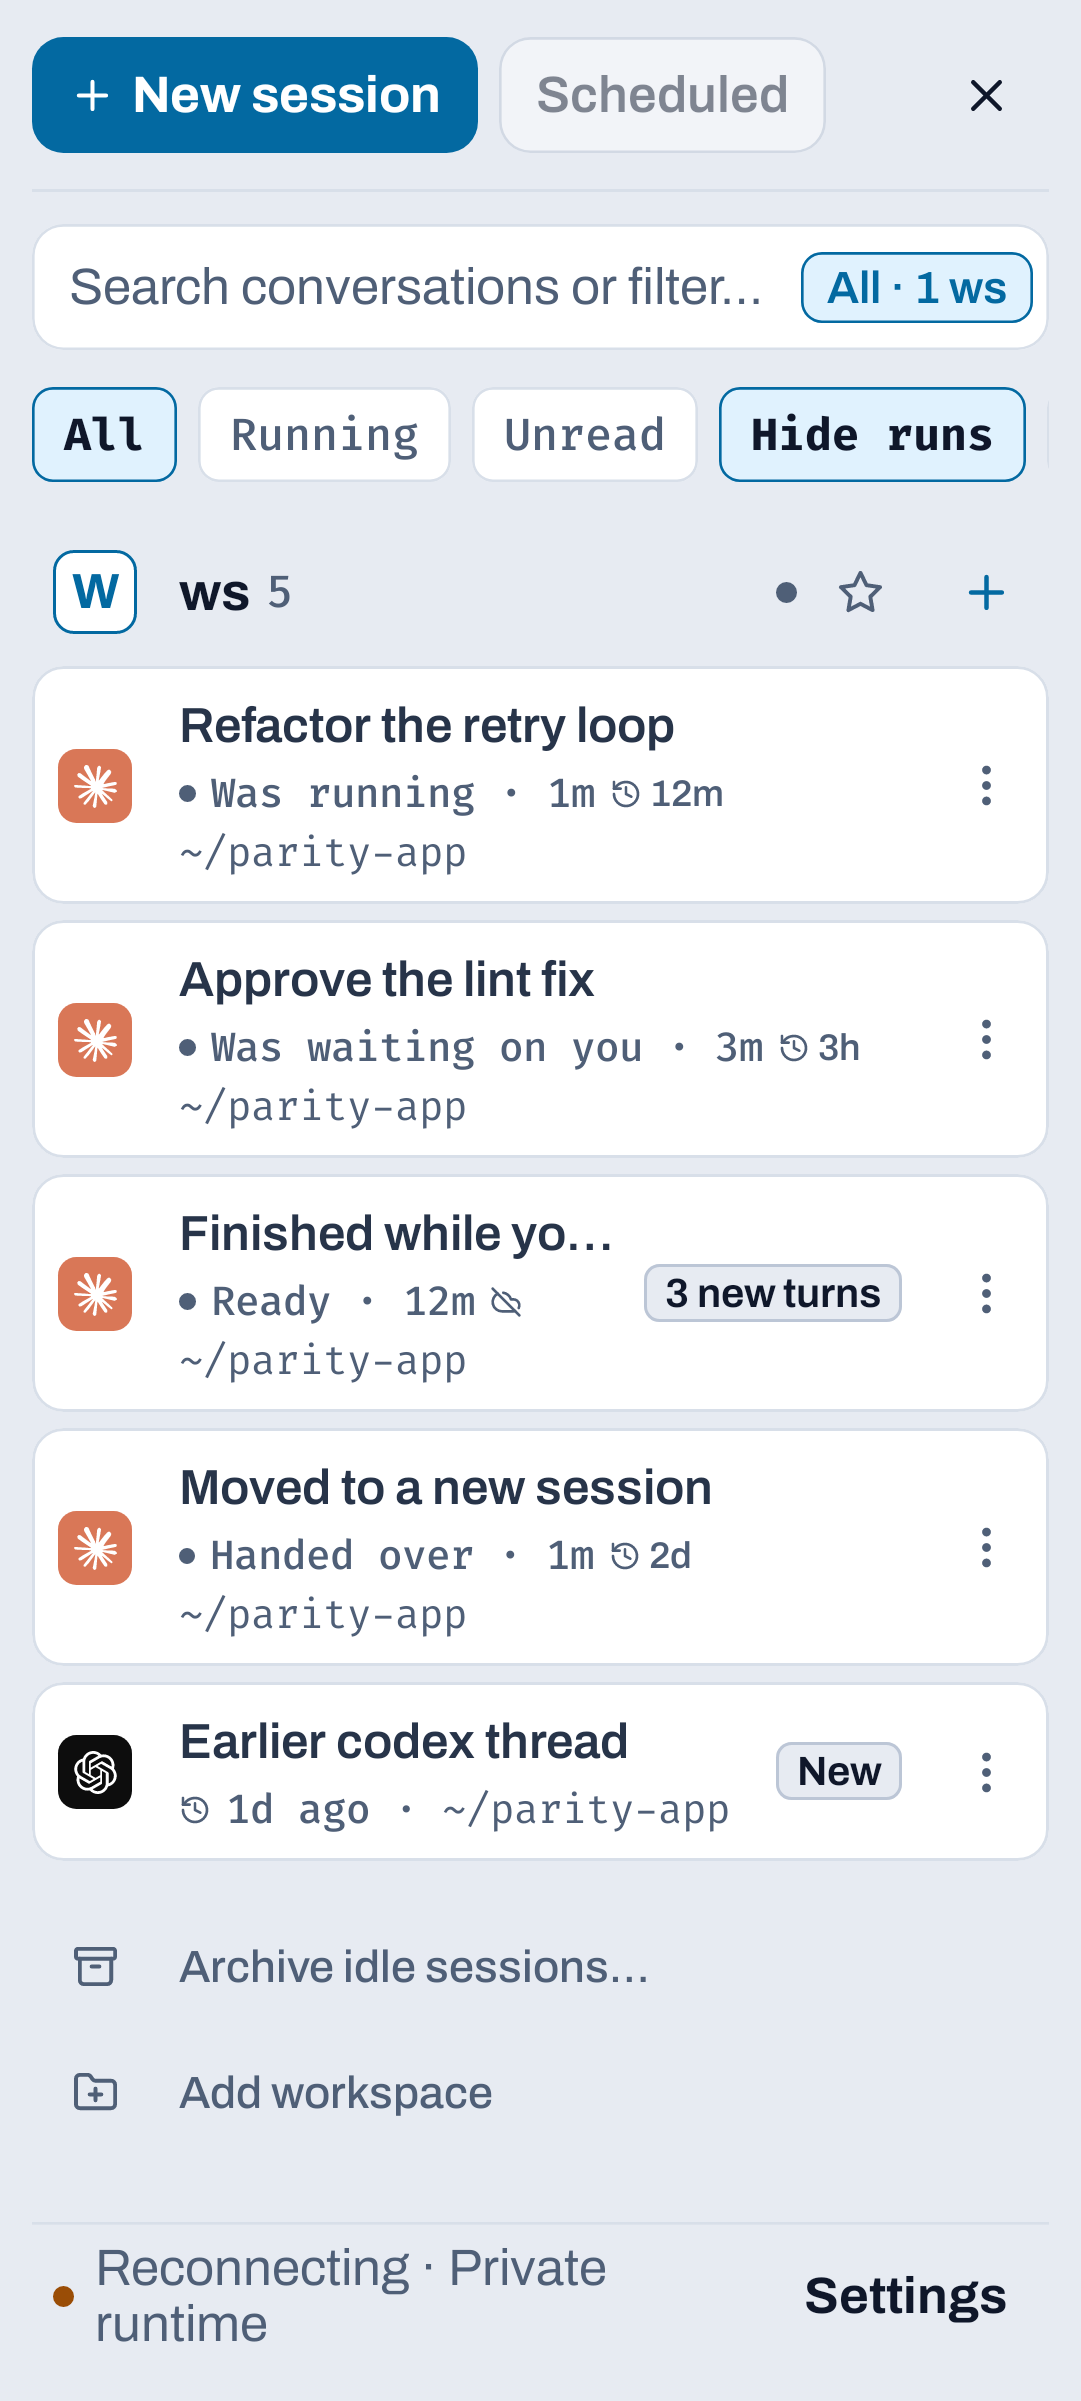 New session
Scheduled
Search conversations or filter...
All · 1 ws
All
Running
Unread
Hide runs
W
ws 5
Refactor the retry loop
Was running · 1m 12m
~/parity-app
Approve the lint fix
Was waiting on you · 3m 3h
~/parity-app
Finished while yo...
3 new turns
Ready · 12m
~/parity-app
Moved to a new session
Handed over · 1m 2d
~/parity-app
Earlier codex thread
New
1d ago · ~/parity-app
Archive idle sessions...
Add workspace
Reconnecting · Private
runtime
Settings